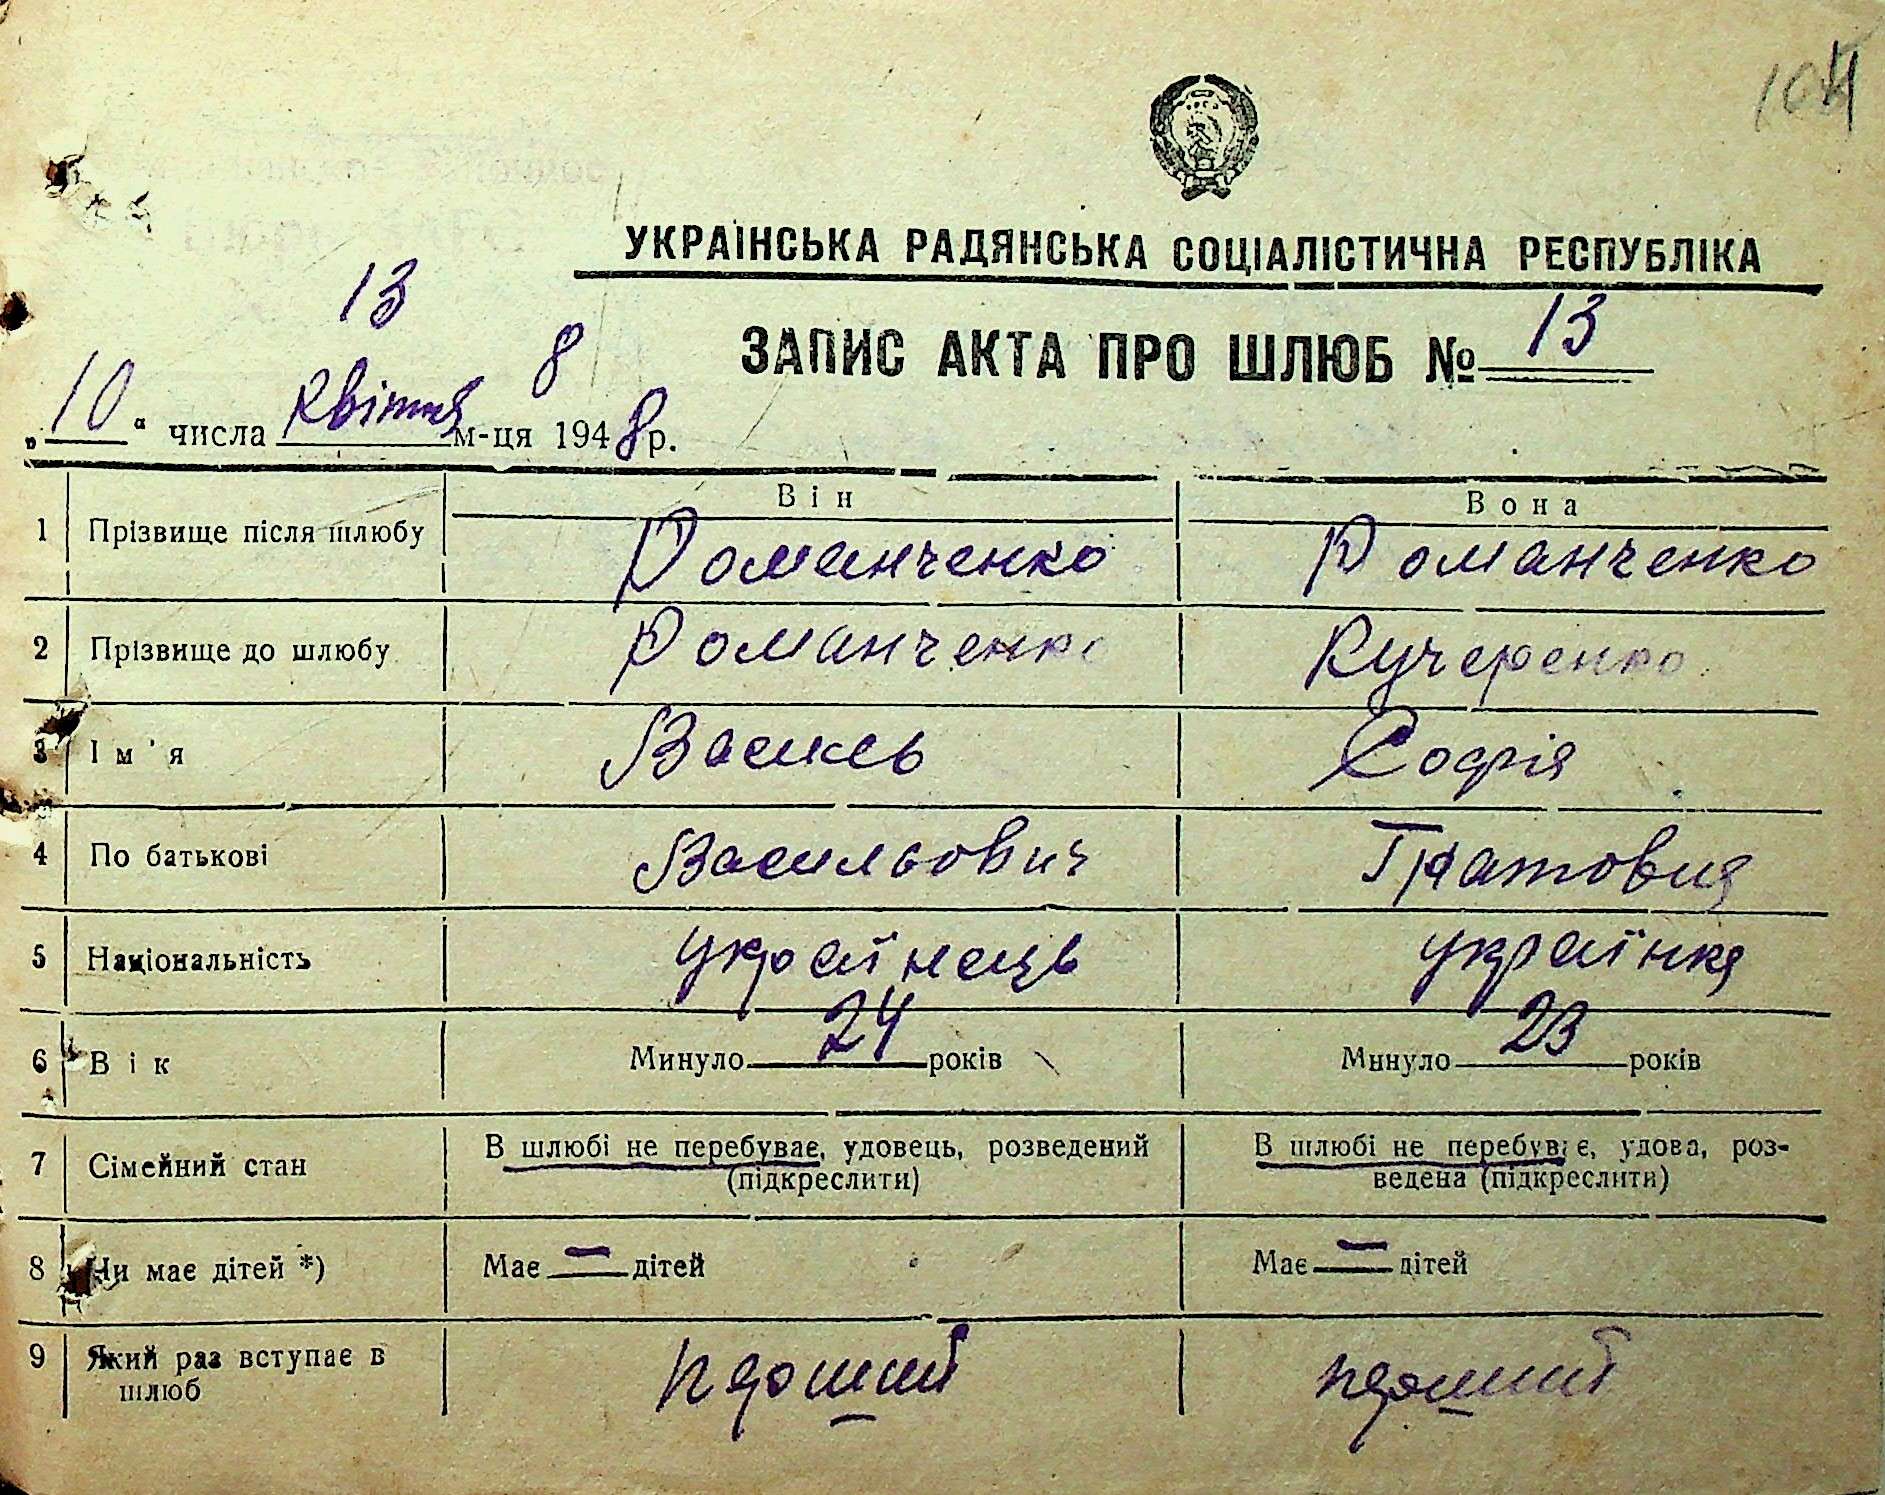 104
УКРАЇНСЬКА РАДЯНСЬКА СОЦІАЛІСТИЧНА РЕСПУБЛІКА
13
ЗАПИС АКТА ПРО ШЛЮБ № 13
8
„10“ числа квітня м-ця 1948 р.
Він Вона
1 Прізвище після шлюбу Романченко Романченко
2 Прізвище до шлюбу Романченко Кучеренко
3 Ім'я Василь Софія
4 По батькові Васильович
5 Національність українець українка
6 Вік Минуло 24 років Минуло 23 років
7 Сімейний стан В шлюбі не перебуває, удовець, розведений В шлюбі не перебуває, удова, роз-
(підкреслити) ведена (підкреслити)
8 Чи має дітей *) Має — дітей Має — дітей
9 Який раз вступає в перший перший
шлюб